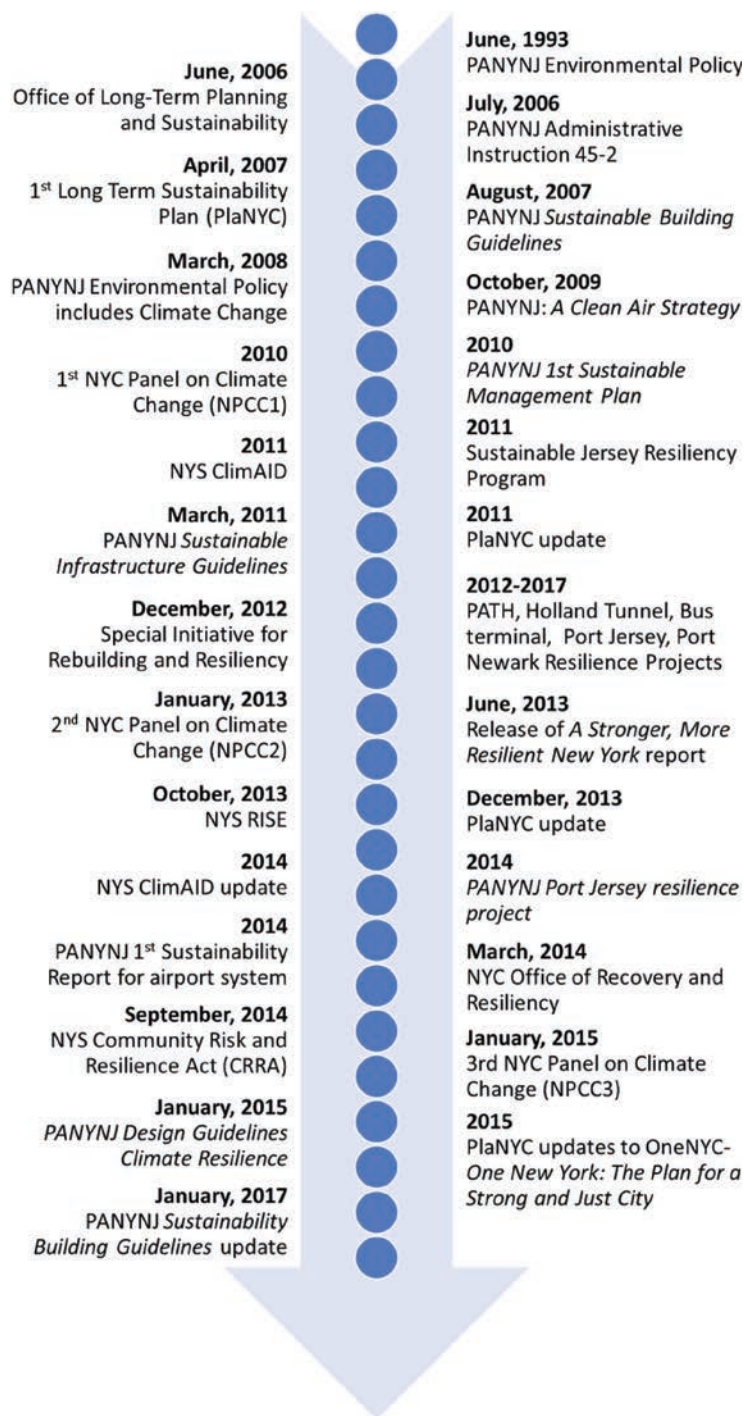 June, 1993
PANYNJ Environmental Policy
June, 2006
Office of Long-Term Planning
and Sustainability
July, 2006
PANYNJ Administrative
Instruction 45-2
April, 2007
1st Long Term Sustainability
Plan (PlaNYC)
August, 2007
PANYNJ Sustainable Building
Guidelines
March, 2008
PANYNJ Environmental Policy
includes Climate Change
October, 2009
PANYNJ: A Clean Air Strategy
2010
1st NYC Panel on Climate
Change (NPCC1)
2010
PANYNJ 1st Sustainable
Management Plan
2011
NYS ClimAID
2011
Sustainable Jersey Resiliency
Program
March, 2011
PANYNJ Sustainable
Infrastructure Guidelines
2011
PlaNYC update
December, 2012
Special Initiative for
Rebuilding and Resiliency
2012-2017
PATH, Holland Tunnel, Bus
terminal, Port Jersey, Port
Newark Resilience Projects
January, 2013
2nd NYC Panel on Climate
Change (NPCC2)
June, 2013
Release of A Stronger, More
Resilient New York report
October, 2013
NYS RISE
December, 2013
PlaNYC update
2014
NYS ClimAID update
2014
PANYNJ Port Jersey resilience
project
2014
PANYNJ 1st Sustainability
Report for airport system
March, 2014
NYC Office of Recovery and
Resiliency
September, 2014
NYS Community Risk and
Resilience Act (CRRA)
January, 2015
3rd NYC Panel on Climate
Change (NPCC3)
January, 2015
PANYNJ Design Guidelines
Climate Resilience
2015
PlaNYC updates to OneNYC-
One New York: The Plan for a
Strong and Just City
January, 2017
PANYNJ Sustainability
Building Guidelines update